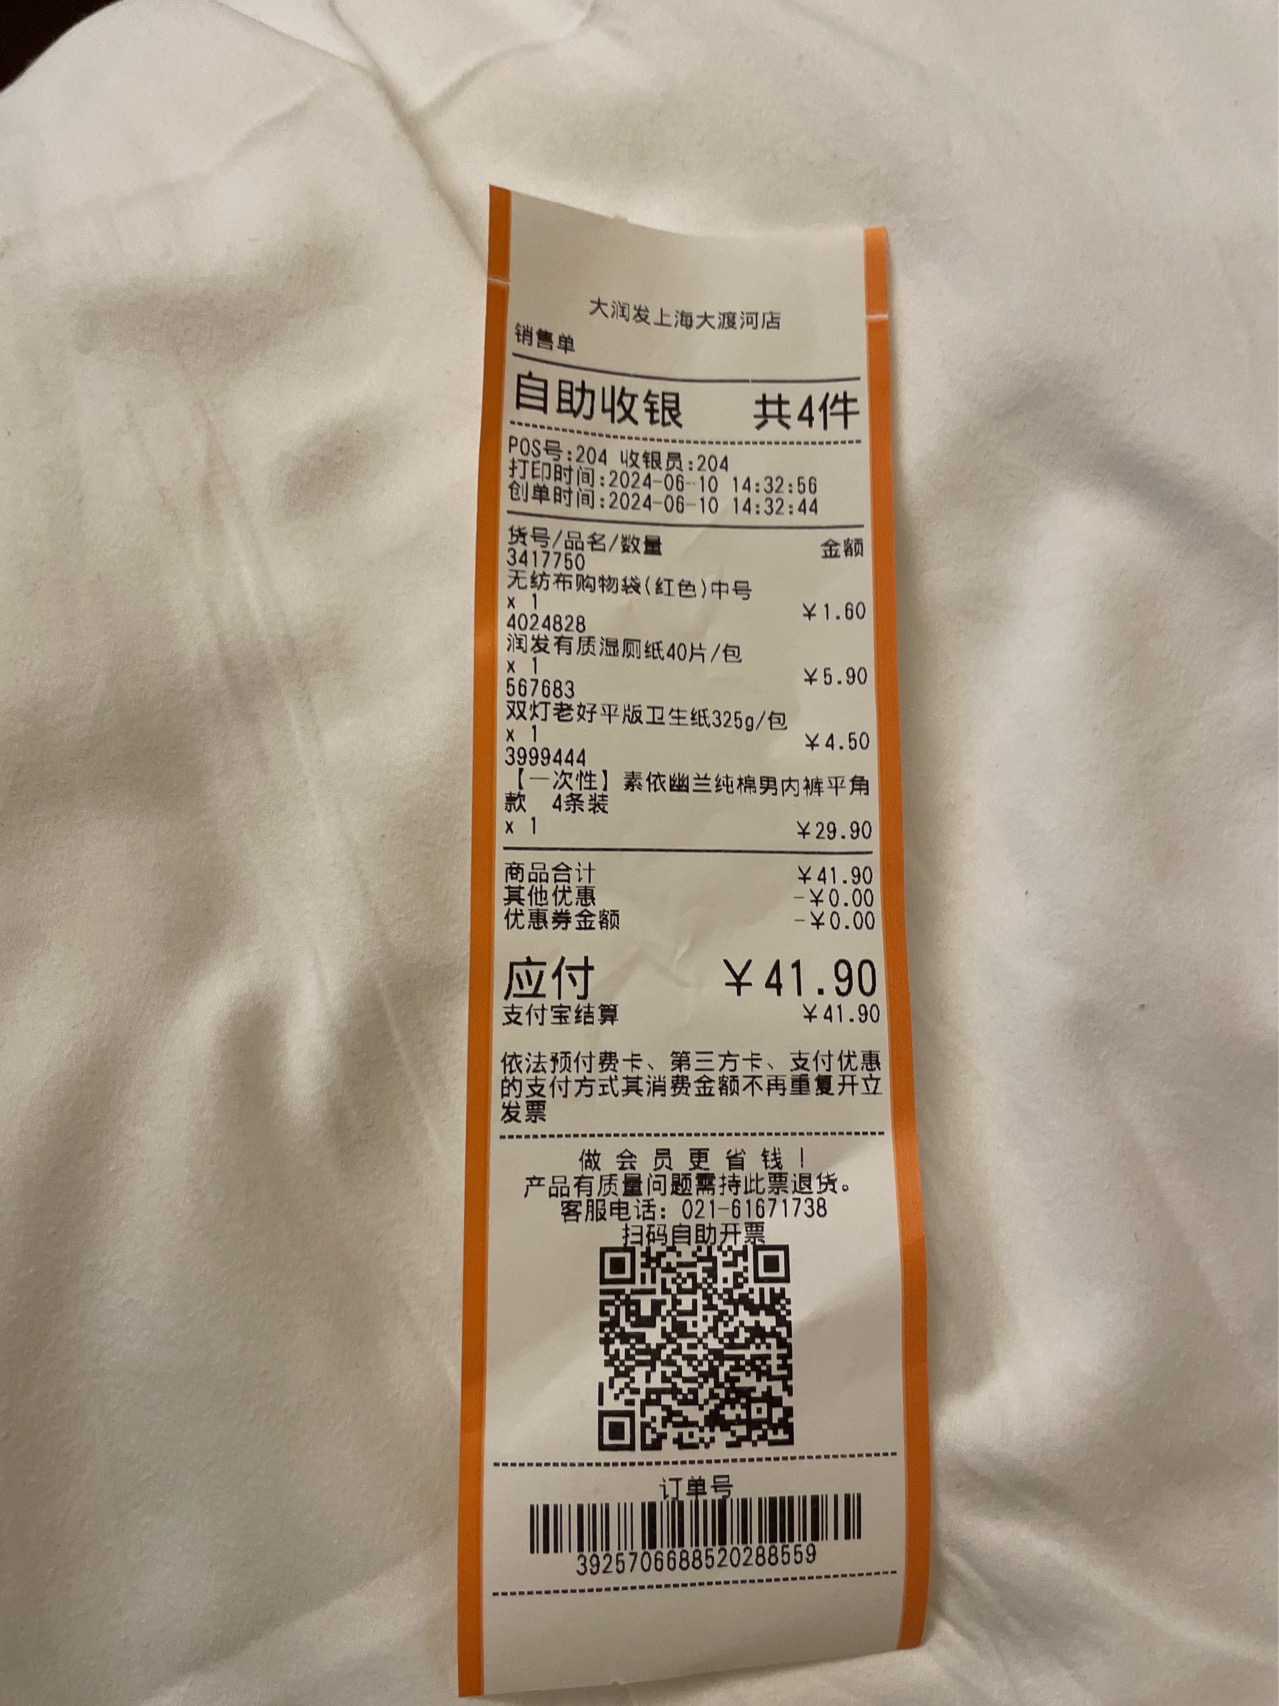 大润发上海大渡河店
销售单
自助收银 共4件
POS号:204 收银员:204
打印时间:2024-06-10 14:32:56
创单时间:2024-06-10 14:32:44
货号/品名/数量 金额
3417750
无纺布购物袋(红色)中号
x 1 ￥1.60
4024828
润发有质湿厕纸40片/包
x 1 ￥5.90
567683
双灯老好平版卫生纸325g/包
x 1 ￥4.50
3999444
【一次性】素依幽兰纯棉男内裤平角
款 4条装
x 1 ￥29.90
商品合计 ￥41.90
其他优惠 -￥0.00
优惠券金额 -￥0.00
应付 ￥41.90
支付宝结算 ￥41.90
依法预付费卡、第三方卡、支付优惠
的支付方式其消费金额不再重复开立
发票
做会员更省钱！
产品有质量问题需持此票退货。
客服电话：021-61671738
扫码自助开票
订单号
3925706688520288559